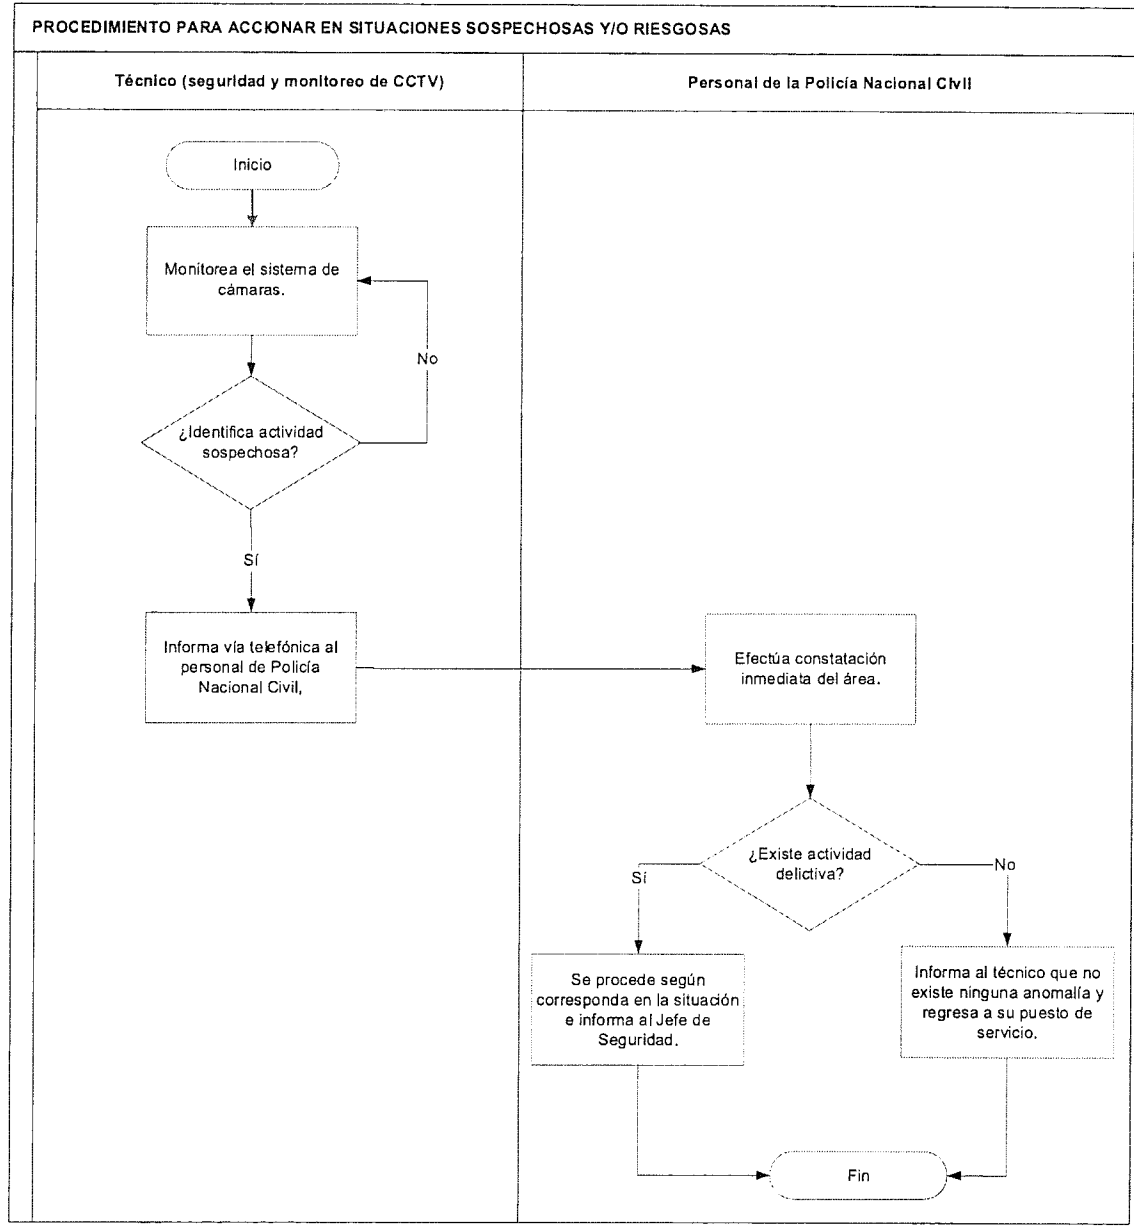 PROCEDIMIENTO PARA ACCIONAR EN SITUACIONES SOSPECHOSAS Y/O RIESGOSAS
Técnico (seguridad y monitoreo de CCTV)
Personal de la Policía Nacional Civil
Inicio
Monitorea el sistema de
cámaras.
No
¿Identifica actividad
sospechosa?
Sí
Informa vía telefónica al
personal de Policía
Nacional Civil,
Efectúa constatación
inmediata del área.
¿Existe actividad
delictiva?
Sí
No
Se procede según
corresponda en la situación
e informa al Jefe de
Seguridad.
Informa al técnico que no
existe ninguna anomalía y
regresa a su puesto de
servicio.
Fin